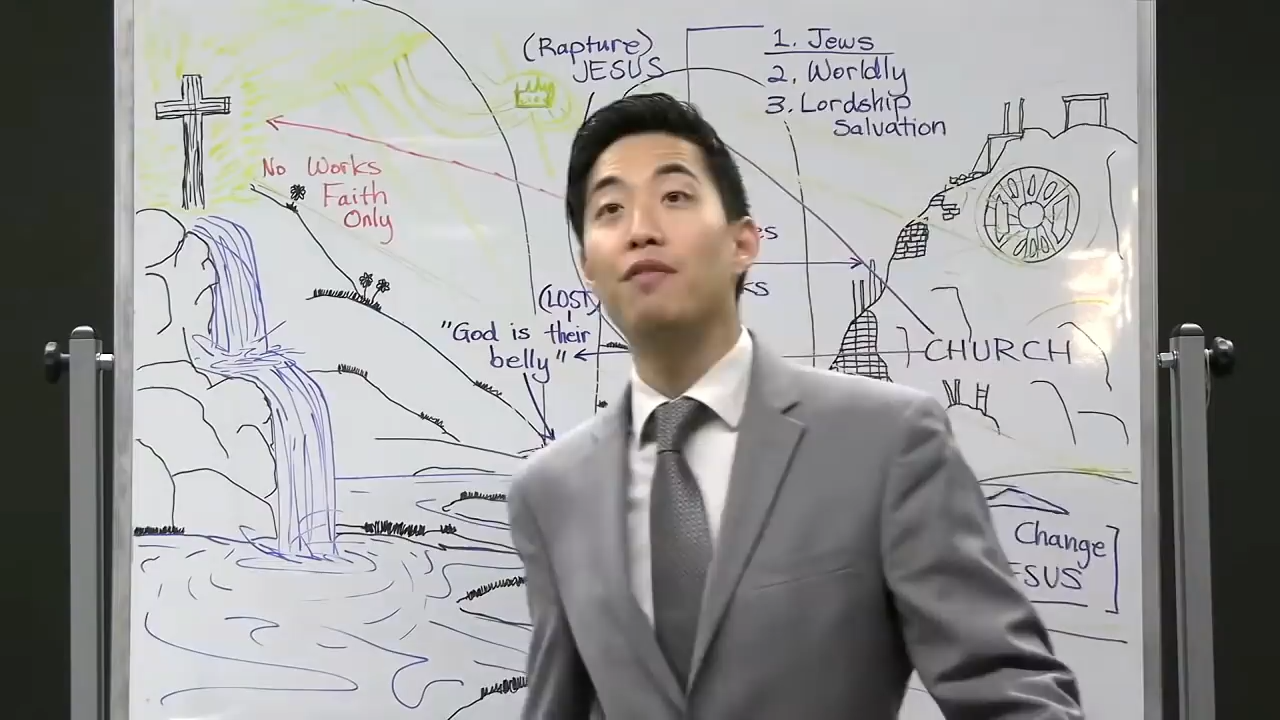 (Rapture)
JESUS
1. Jews
2. Worldly
3. Lordship
Salvation
No Works
Faith
Only
(LOST)
"God is their
belly"
CHURCH
Change